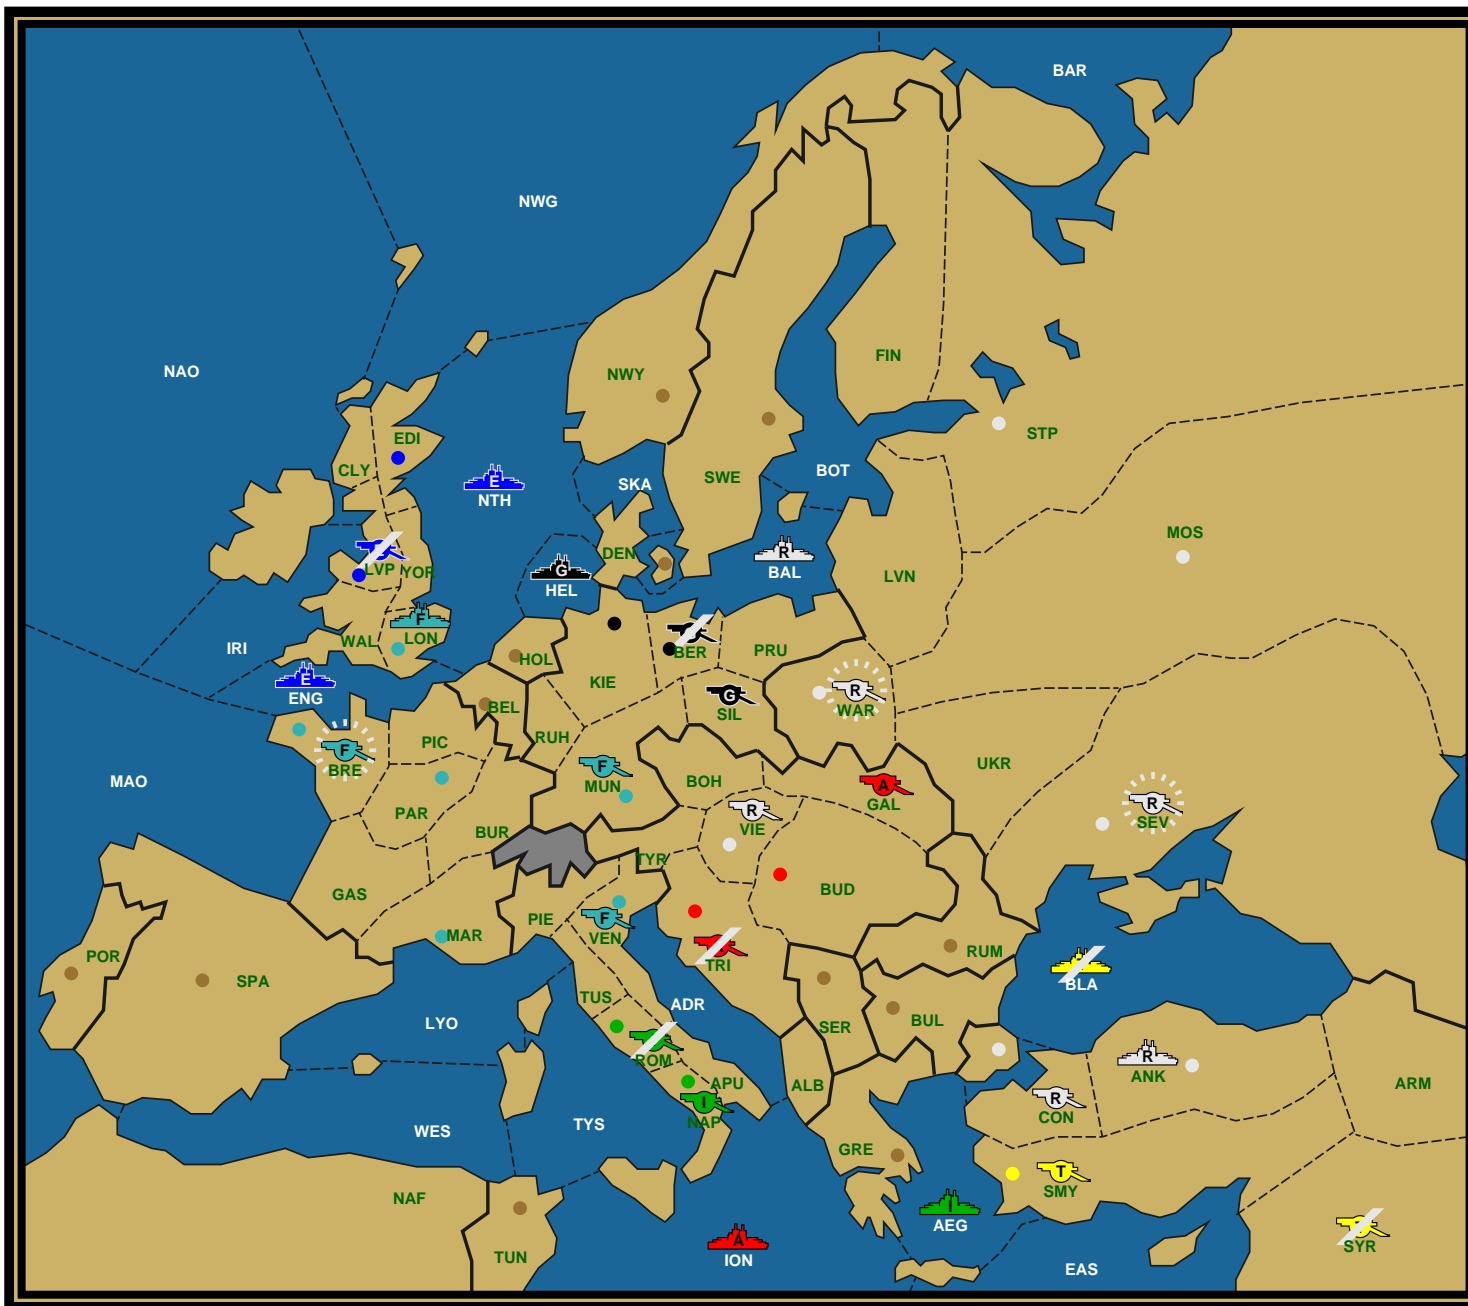 BAR
NWG
NAO
FIN
NWY
EDI
STP
CLY
BOT
SWE
SKA
E
NTH
MOS
DEN
R
BAL
LVP
YOR
G
HEL
LVN
F
LON
WAL
IRI
BER
PRU
HOL
KIE
E
ENG
G
SIL
R
WAR
BEL
RUH
PIC
F
BRE
UKR
F
MUN
BOH
A
GAL
MAO
R
VIE
PAR
R
SEV
BUR
TYR
BUD
GAS
F
VEN
PIE
MAR
POR
SPA
RUM
TRI
BLA
TUS
ADR
LYO
SER
BUL
ROM
R
ANK
APU
ALB
ARM
I
NAP
R
CON
WES
TYS
GRE
T
SMY
NAF
I
AEG
A
ION
SYR
TUN
EAS